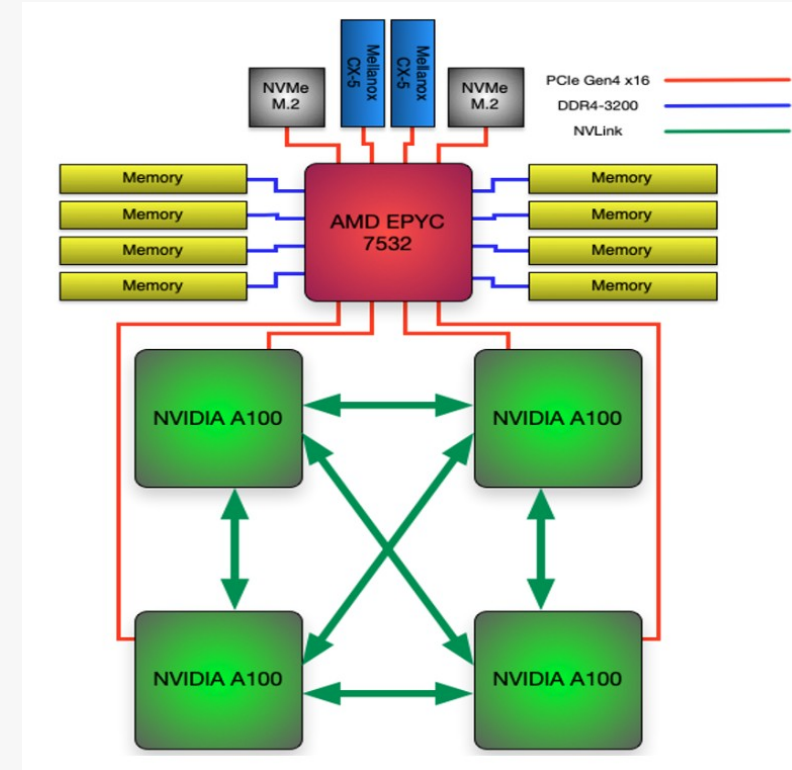 Mellanox
CX-5
Mellanox
CX-5
NVMe
M.2
NVMe
M.2
PCIe Gen4 x16
DDR4-3200
NVLink
Memory
Memory
Memory
Memory
AMD EPYC
7532
Memory
Memory
Memory
Memory
NVIDIA A100
NVIDIA A100
NVIDIA A100
NVIDIA A100